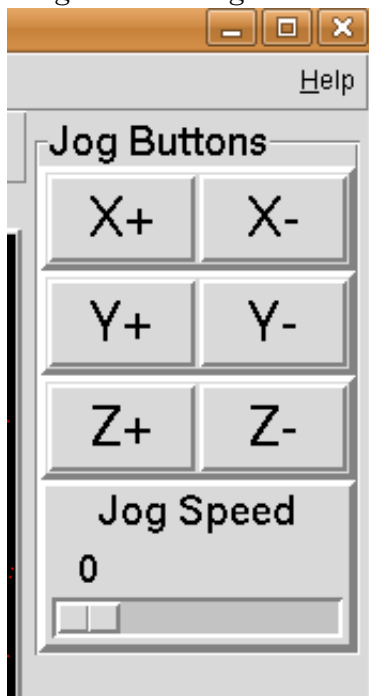 Help
Jog Buttons
X+ X-
Y+ Y-
Z+ Z-
Jog Speed
0